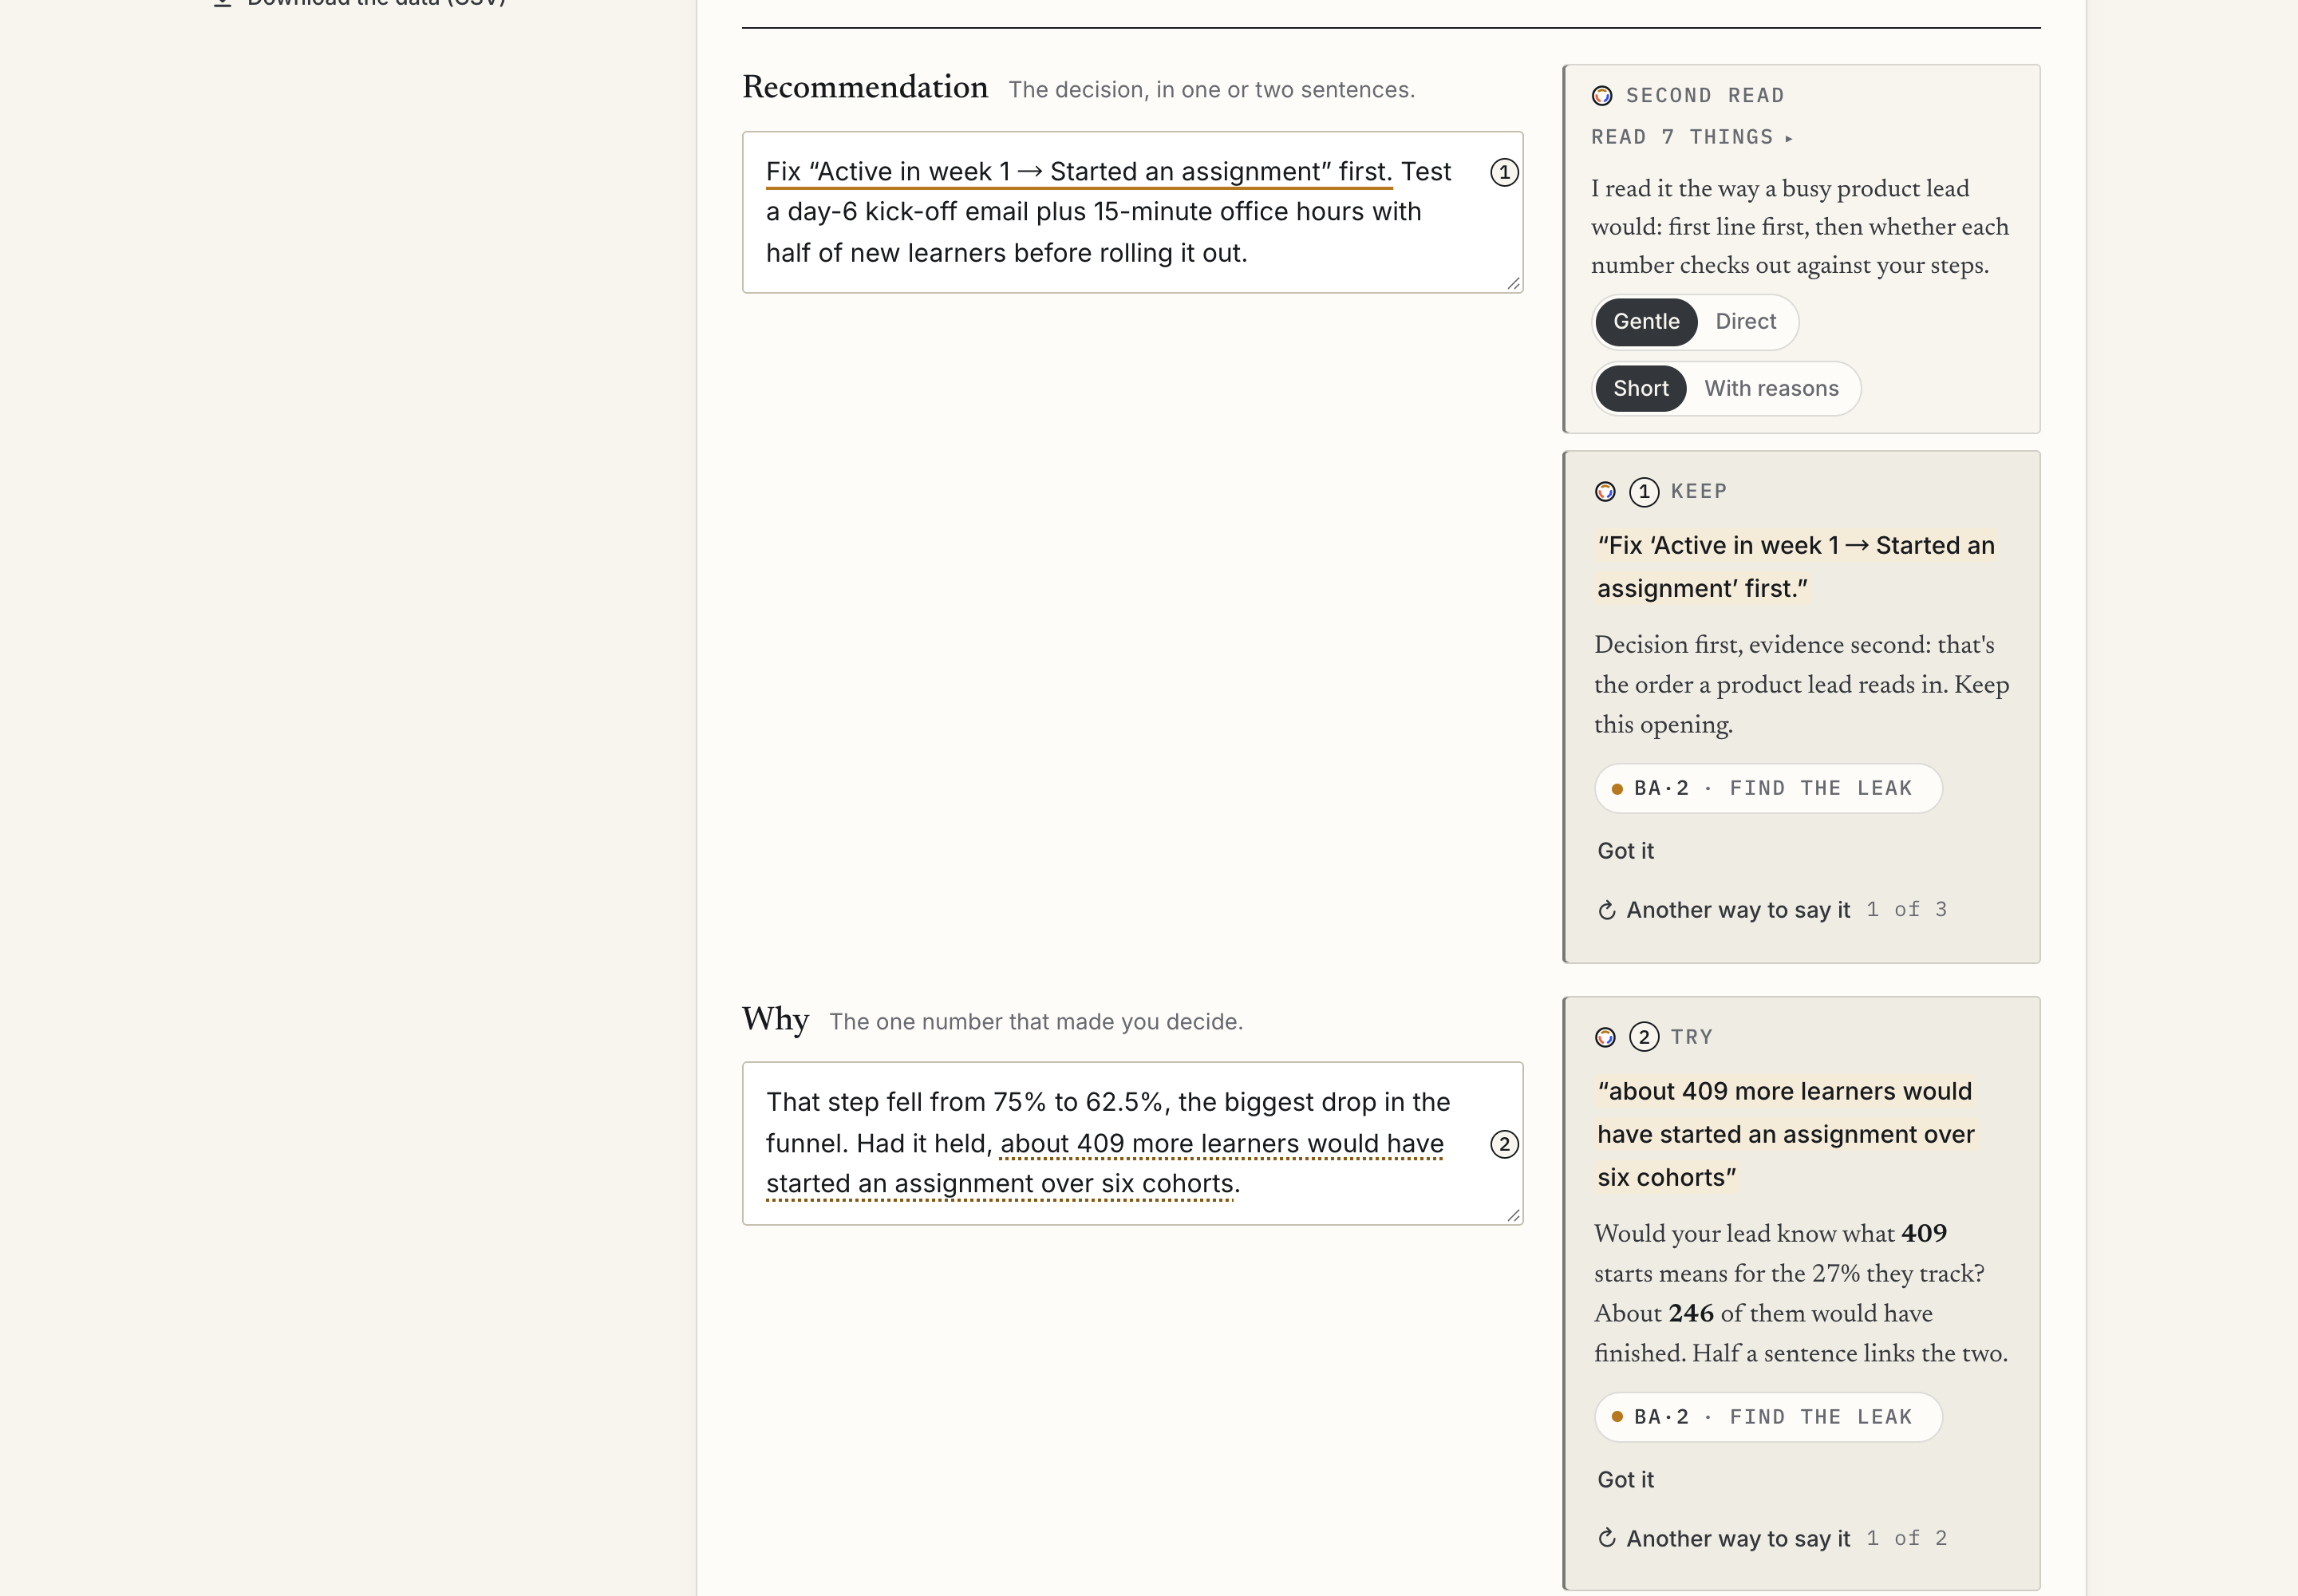 Download the data (CSV)
Recommendation The decision, in one or two sentences.
Fix “Active in week 1 → Started an assignment” first. Test
a day-6 kick-off email plus 15-minute office hours with
half of new learners before rolling it out.
1
SECOND READ
READ 7 THINGS ▸
I read it the way a busy product lead
would: first line first, then whether each
number checks out against your steps.
Gentle Direct
Short With reasons
1 KEEP
“Fix ‘Active in week 1 → Started an
assignment’ first.”
Decision first, evidence second: that's
the order a product lead reads in. Keep
this opening.
BA·2 · FIND THE LEAK
Got it
Another way to say it 1 of 3
Why The one number that made you decide.
That step fell from 75% to 62.5%, the biggest drop in the
funnel. Had it held, about 409 more learners would have
started an assignment over six cohorts.
2
2 TRY
“about 409 more learners would
have started an assignment over
six cohorts”
Would your lead know what 409
starts means for the 27% they track?
About 246 of them would have
finished. Half a sentence links the two.
BA·2 · FIND THE LEAK
Got it
Another way to say it 1 of 2